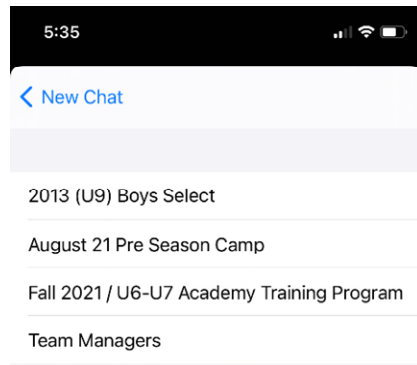 5:35
New Chat
2013 (U9) Boys Select
August 21 Pre Season Camp
Fall 2021 / U6-U7 Academy Training Program
Team Managers